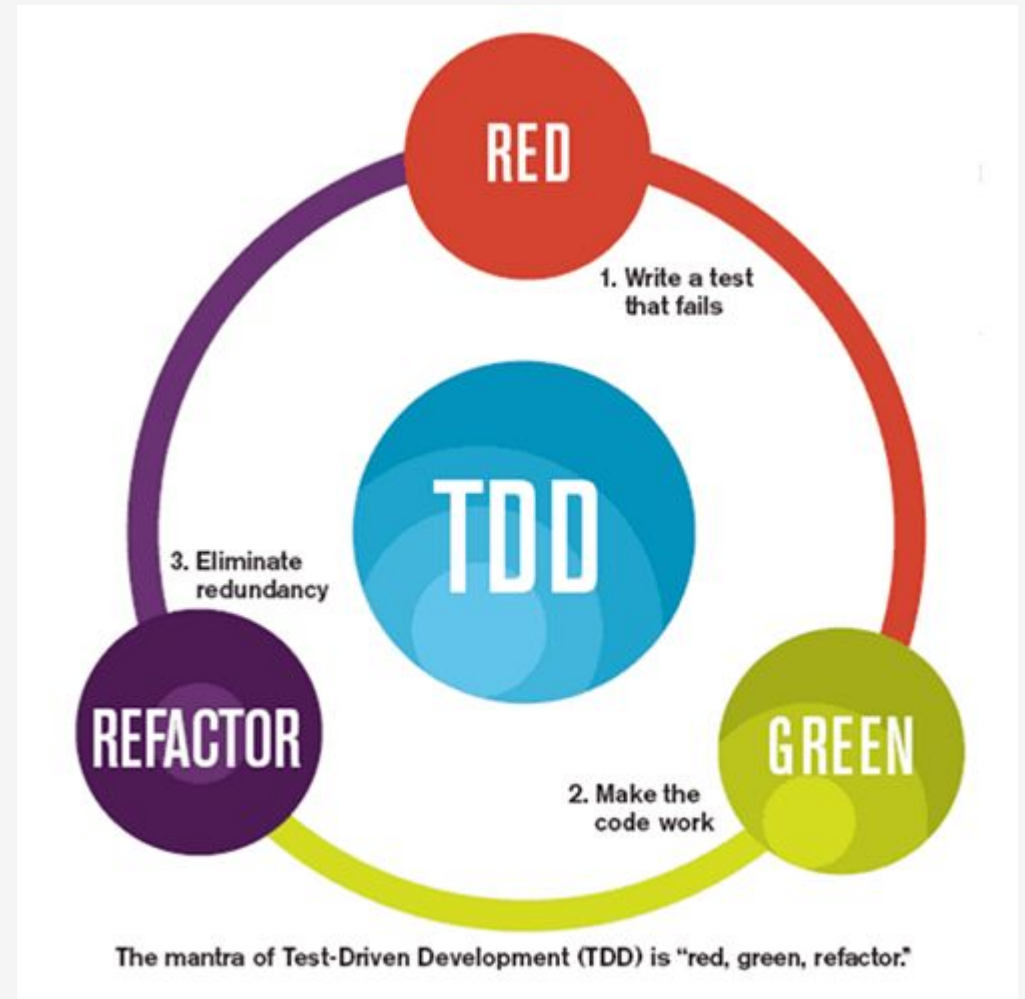 RED
1. Write a test
that fails
TDD
3. Eliminate
redundancy
REFACTOR
GREEN
2. Make the
code work
The mantra of Test-Driven Development (TDD) is “red, green, refactor.”